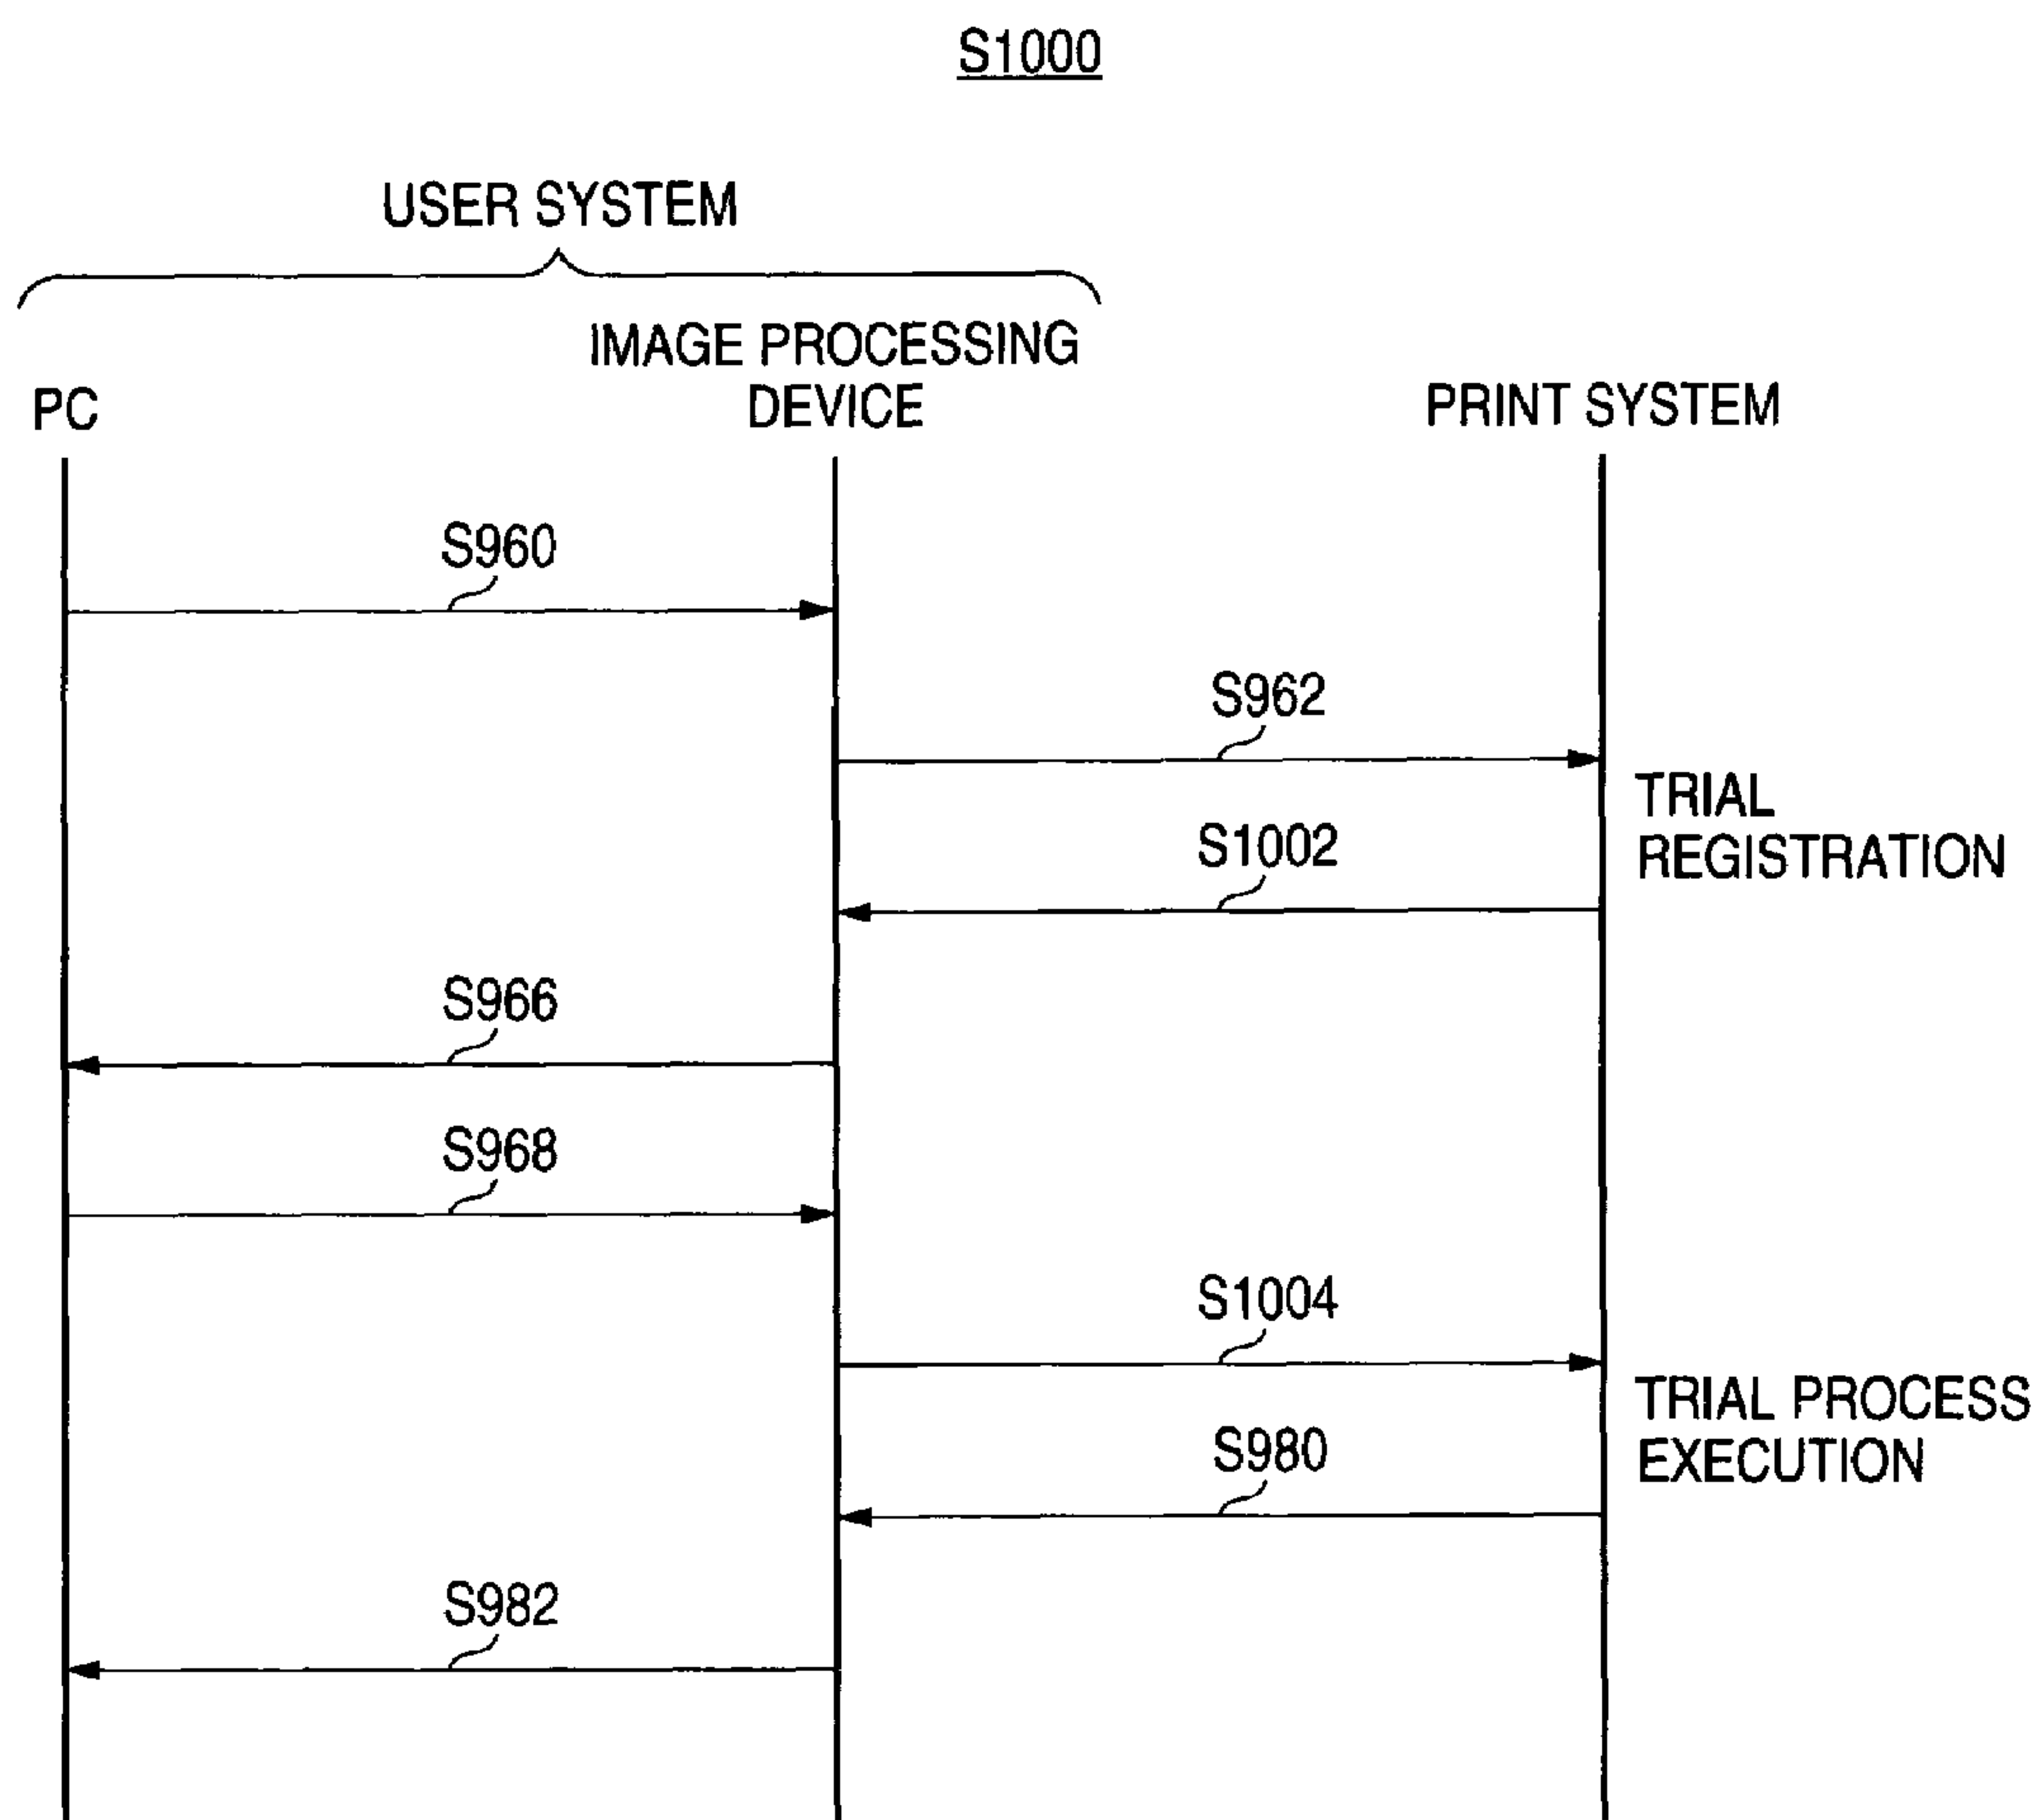 S1000
USER SYSTEM
IMAGE PROCESSING
DEVICE
PC
PRINT SYSTEM
S960
S962
TRIAL
REGISTRATION
S1002
S966
S968
S1004
TRIAL PROCESS
EXECUTION
S980
S982